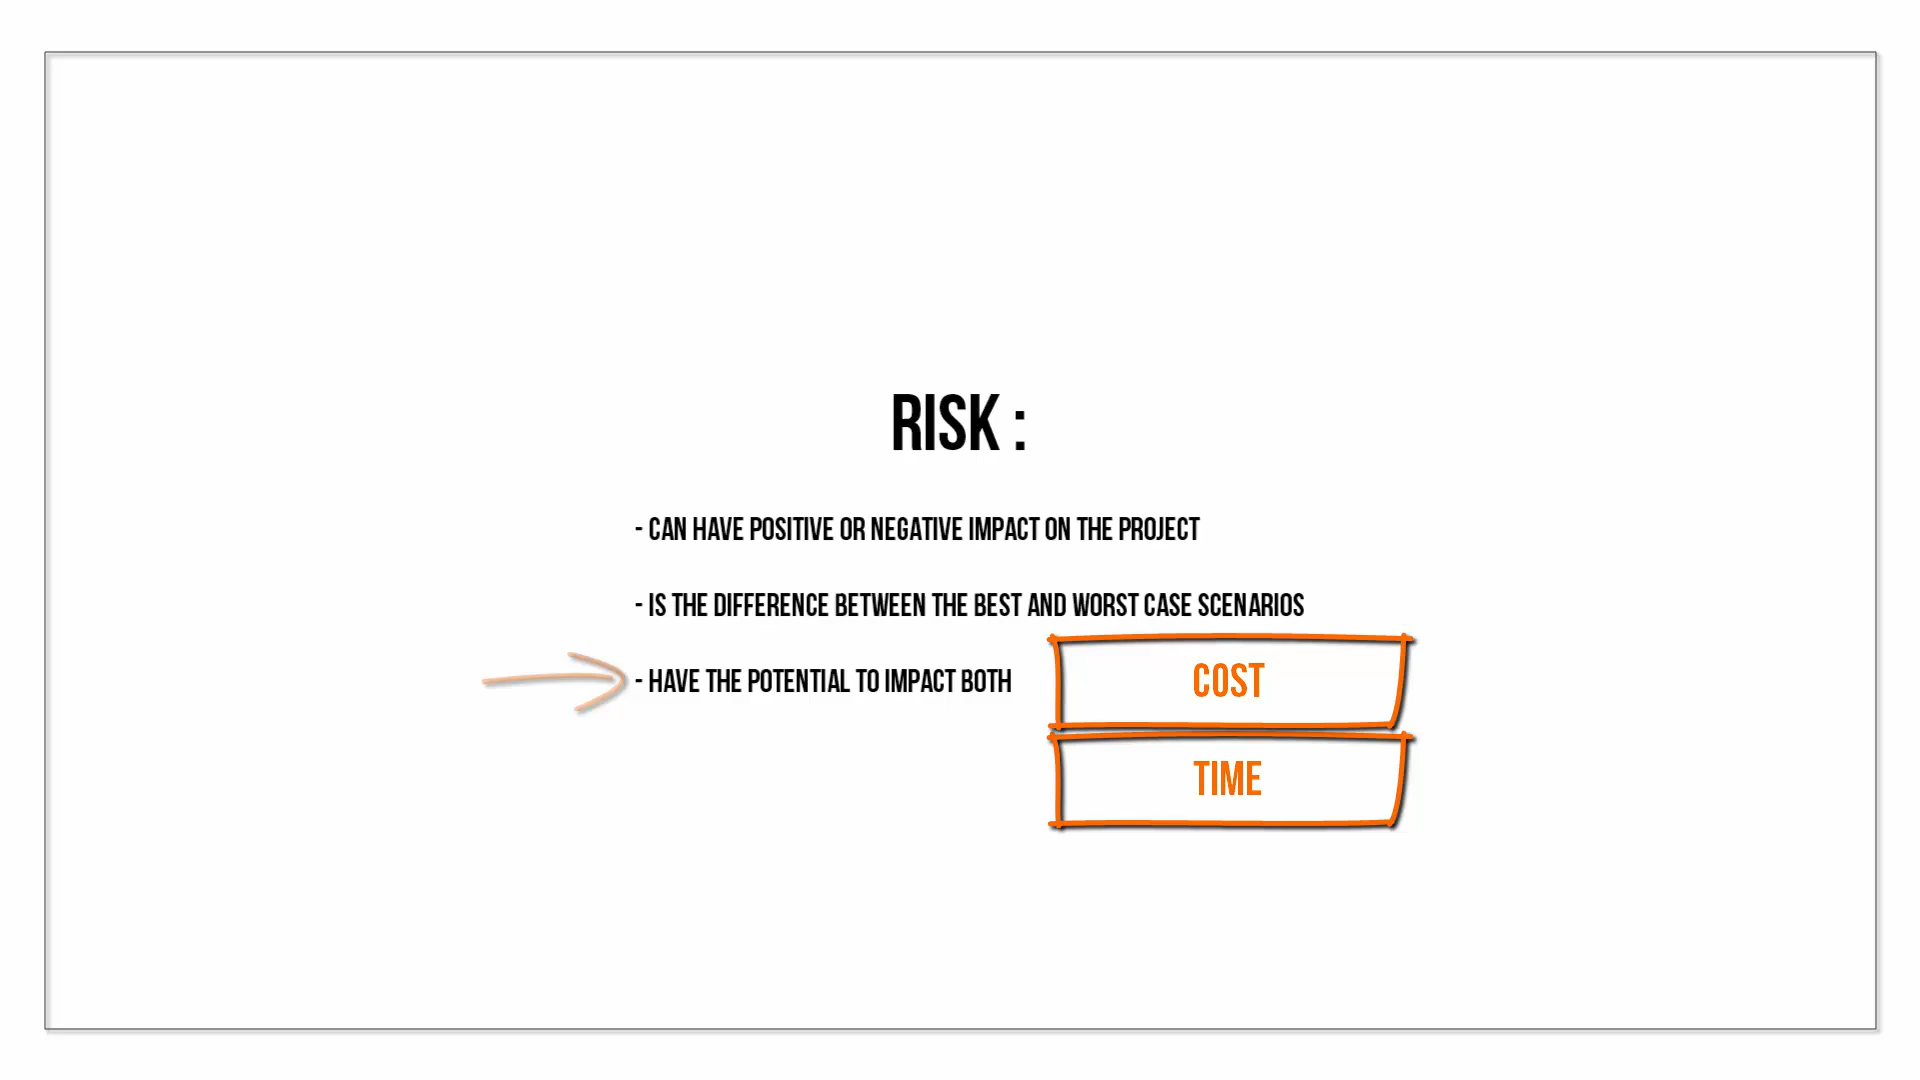 RISK :
- CAN HAVE POSITIVE OR NEGATIVE IMPACT ON THE PROJECT
- IS THE DIFFERENCE BETWEEN THE BEST AND WORST CASE SCENARIOS
- HAVE THE POTENTIAL TO IMPACT BOTH COST
TIME